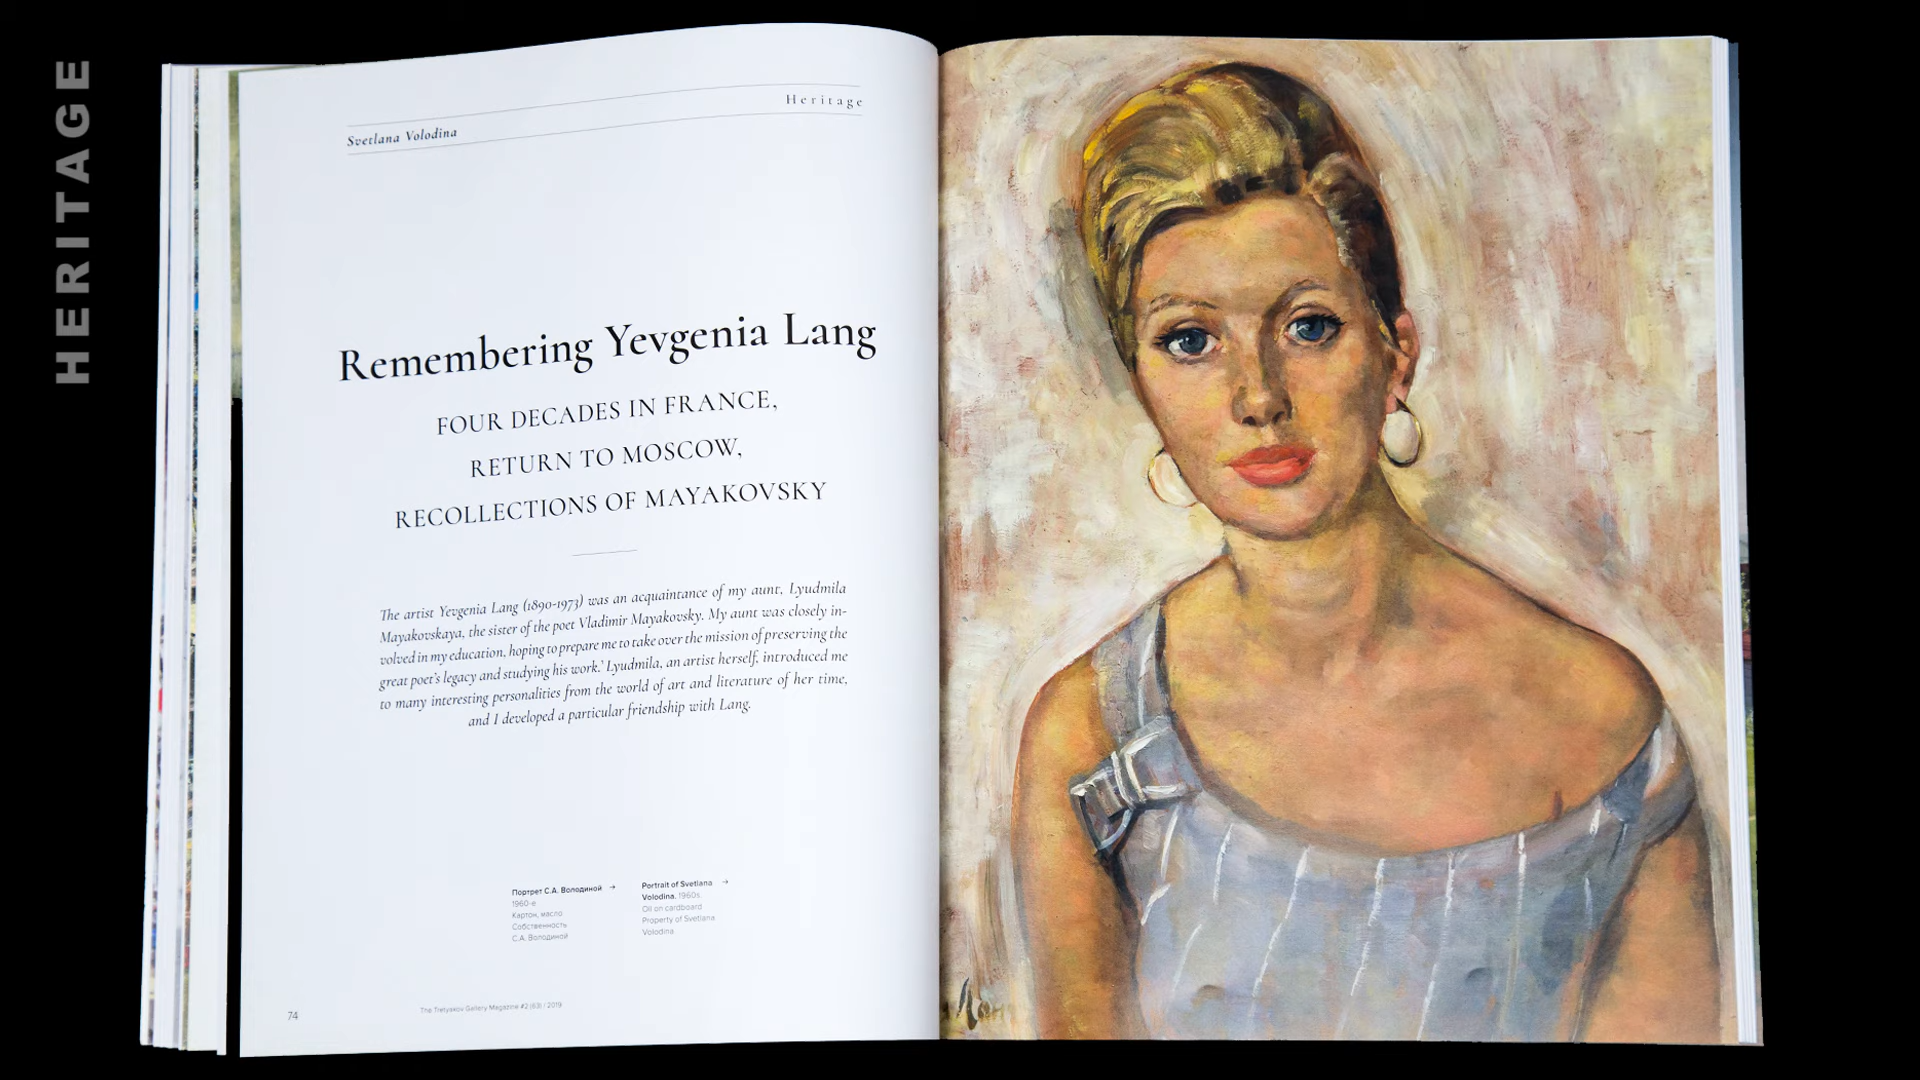 HERITAGE
Heritage
Svetlana Volodina
Remembering Yevgenia Lang
FOUR DECADES IN FRANCE,
RETURN TO MOSCOW,
RECOLLECTIONS OF MAYAKOVSKY
The artist Yevgenia Lang (1890-1973) was an acquaintance of my aunt, Lyudmila
Mayakovskaya, the sister of the poet Vladimir Mayakovsky. My aunt was closely in-
volved in my education, hoping to prepare me to take over the mission of preserving the
great poet's legacy and studying his work.¹ Lyudmila, an artist herself, introduced me
to many interesting personalities from the world of art and literature of her time,
and I developed a particular friendship with Lang.
Портрет С.А. Володиной →
1960-е
Картон, масло
Собственность
С.А. Володиной
Portrait of Svetlana →
Volodina. 1960s
Oil on cardboard
Property of Svetlana
Volodina
74
The Tretyakov Gallery Magazine #2 (63) / 2019
Ланг